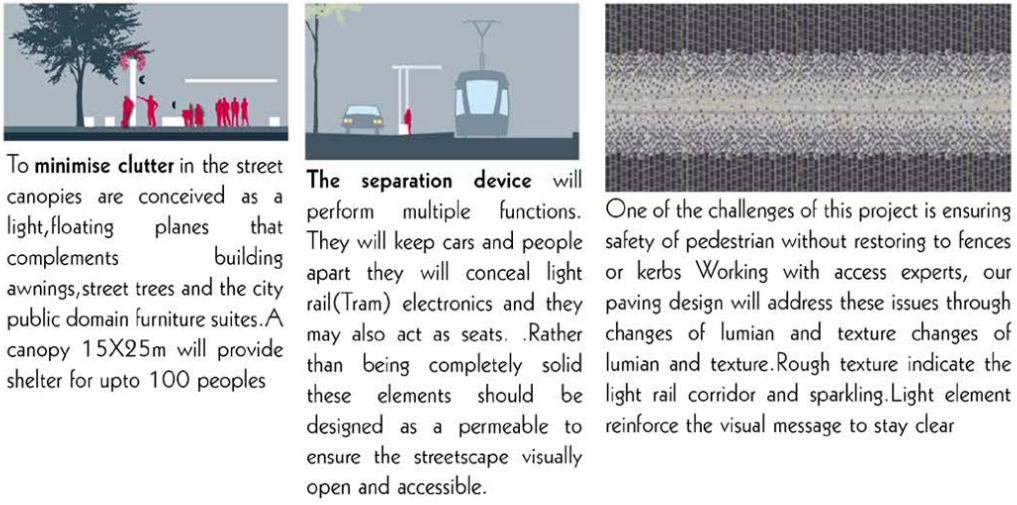 To minimise clutter in the street
canopies are conceived as a
light,floating planes that
complements building
awnings,street trees and the city
public domain furniture suites.A
canopy 15X25m will provide
shelter for upto 100 peoples
The separation device will
perform multiple functions.
They will keep cars and people
apart they will conceal light
rail(Tram) electronics and they
may also act as seats. .Rather
than being completely solid
these elements should be
designed as a permeable to
ensure the streetscape visually
open and accessible.
One of the challenges of this project is ensuring
safety of pedestrian without restoring to fences
or kerbs Working with access experts, our
paving design will address these issues through
changes of lumian and texture changes of
lumian and texture.Rough texture indicate the
light rail corridor and sparkling.Light element
reinforce the visual message to stay clear